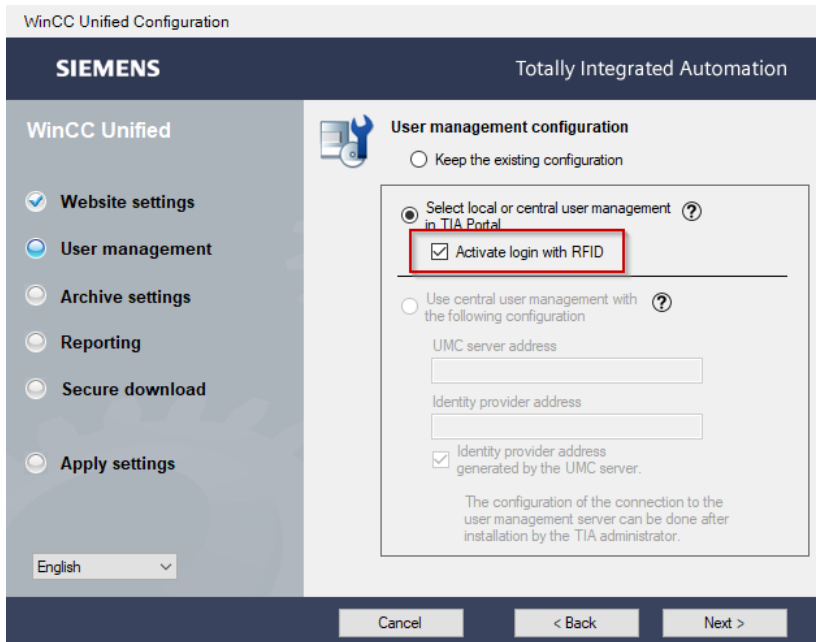 WinCC Unified Configuration
SIEMENS
Totally Integrated Automation
WinCC Unified
Website settings
User management
Archive settings
Reporting
Secure download
Apply settings
English
User management configuration
Keep the existing configuration
Select local or central user management
in TIA Portal
Activate login with RFID
Use central user management with
the following configuration
UMC server address
Identity provider address
Identity provider address
generated by the UMC server.
The configuration of the connection to the
user management server can be done after
installation by the TIA administrator.
Cancel
< Back
Next >